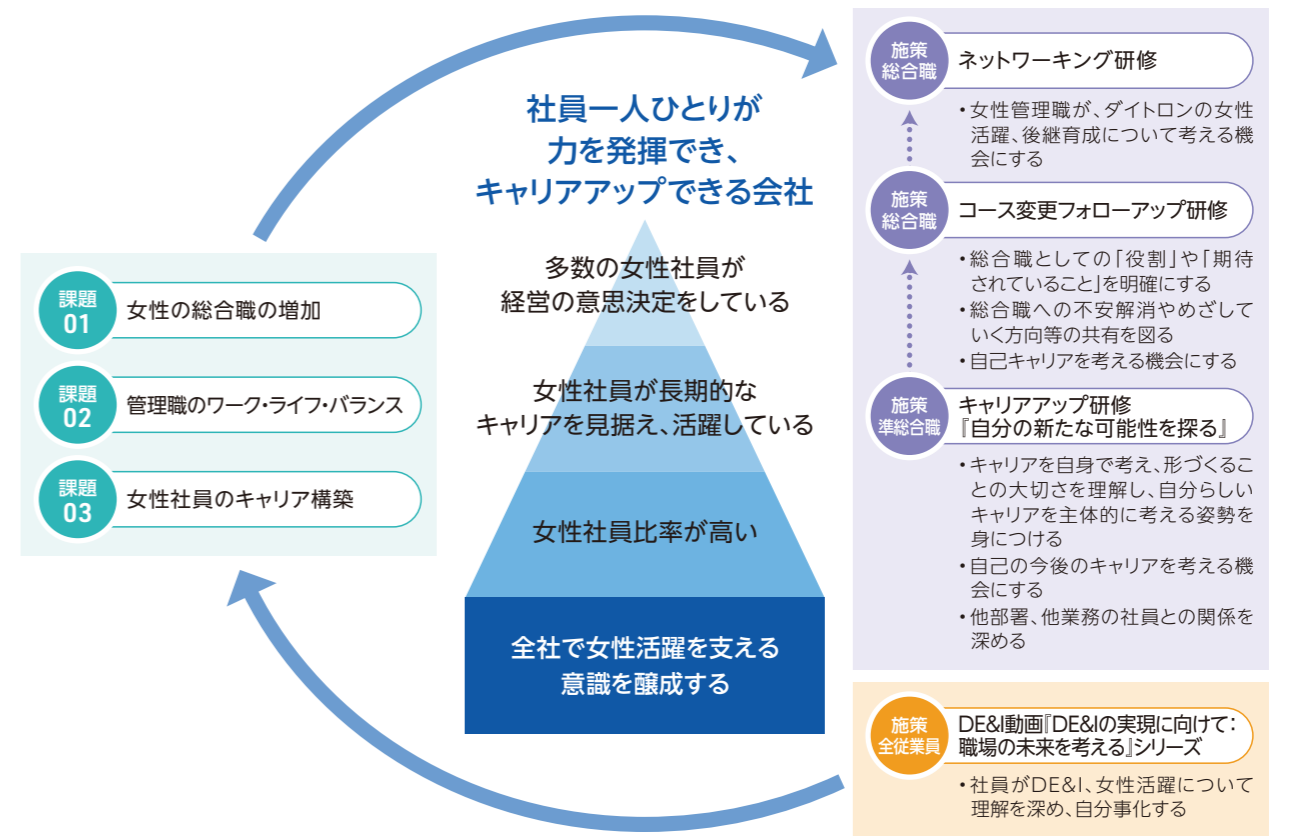 社員一人ひとりが
力を発揮でき、
キャリアアップできる会社
多数の女性社員が
経営の意思決定をしている
女性社員が長期的な
キャリアを見据え、活躍している
女性社員比率が高い
全社で女性活躍を支える
意識を醸成する
課題
01
女性の総合職の増加
課題
02
管理職のワーク・ライフ・バランス
課題
03
女性社員のキャリア構築
施策
総合職
ネットワーキング研修
・女性管理職が、ダイトロンの女性
活躍、後継育成について考える機
会にする
施策
総合職
コース変更フォローアップ研修
・総合職としての「役割」や「期待
されていること」を明確にする
・総合職への不安解消やめざして
いく方向等の共有を図る
・自己キャリアを考える機会にする
施策
準総合職
キャリアアップ研修
『自分の新たな可能性を探る』
・キャリアを自身で考え、形づくるこ
との大切さを理解し、自分らしい
キャリアを主体的に考える姿勢を
身につける
・自己の今後のキャリアを考える機
会にする
・他部署、他業務の社員との関係を
深める
施策
全従業員
DE&I動画『DE&Iの実現に向けて:
職場の未来を考える』シリーズ
・社員がDE&I、女性活躍について
理解を深め、自分事化する